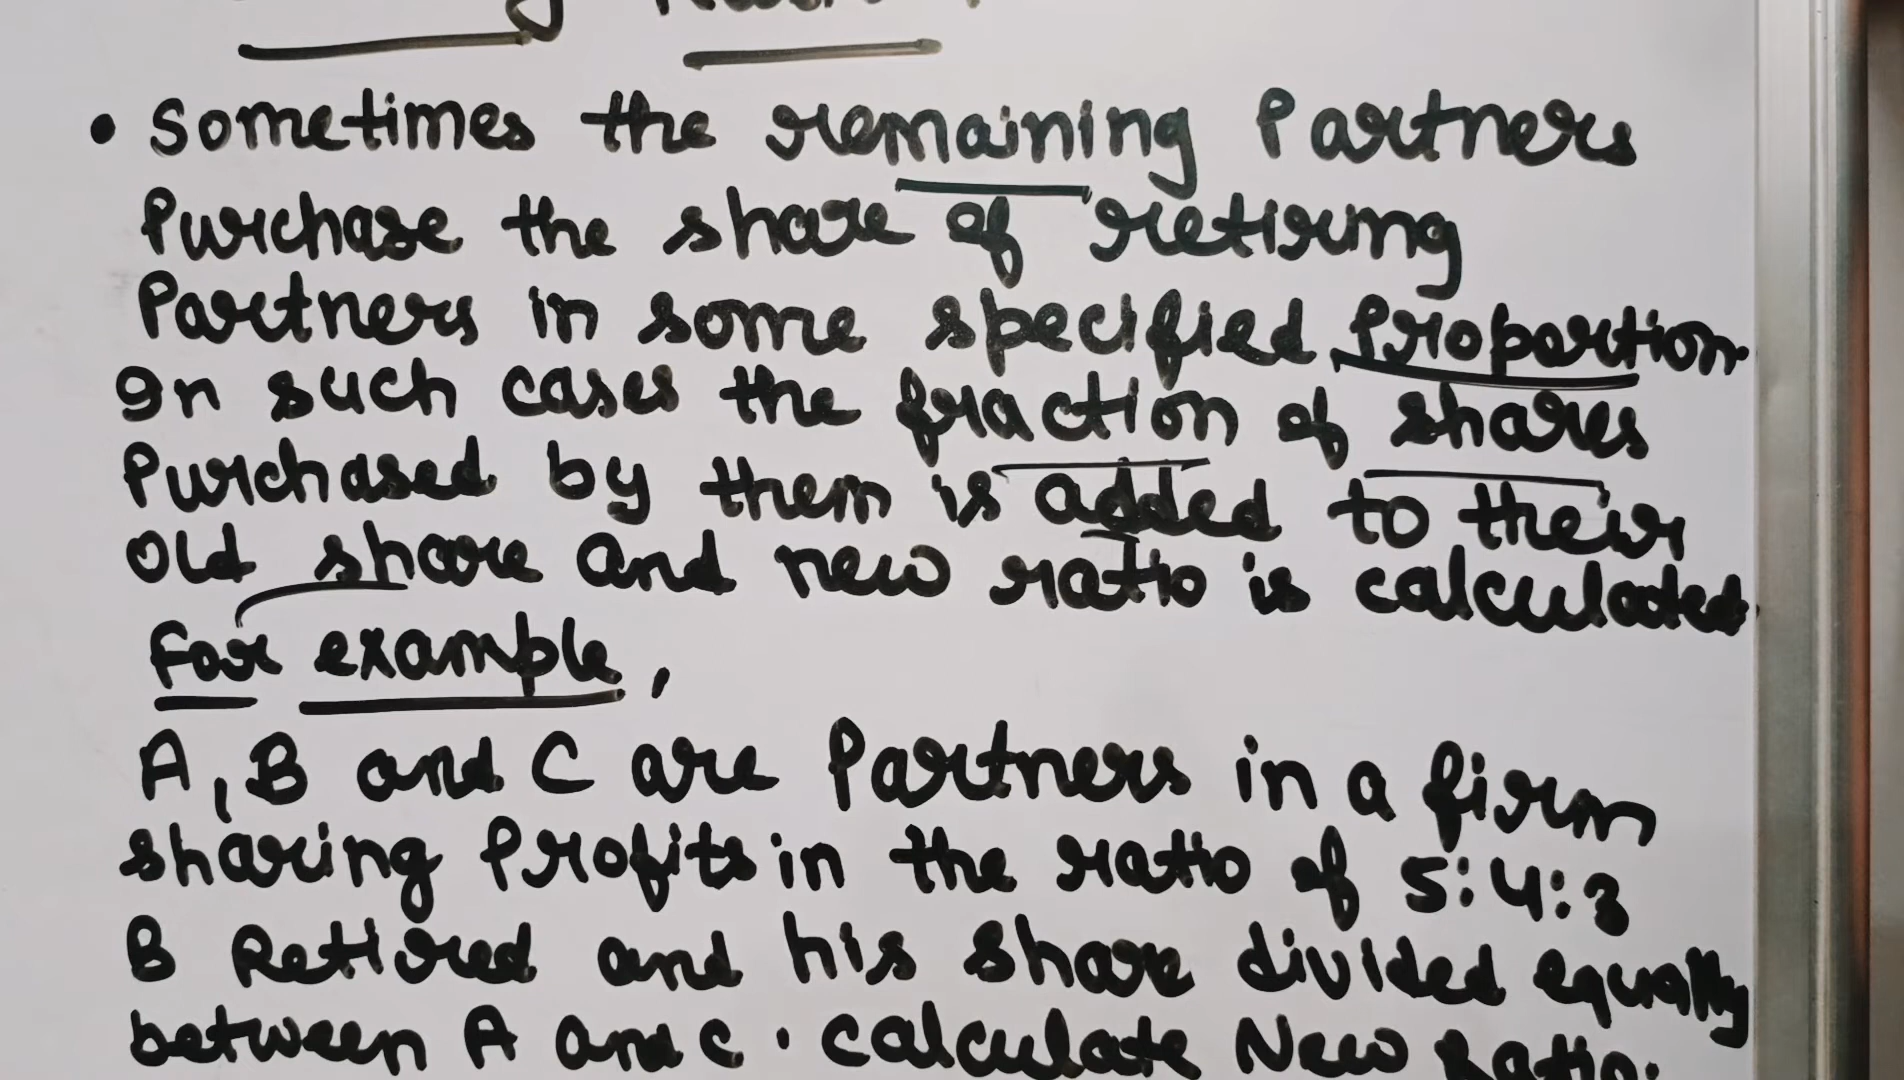 • Sometimes the remaining Partners
Purchase the share of retiring
Partners in some specified Proportion.
In such cases the fraction of shares
Purchased by them is added to their
old share and new ratio is calculated.
For example,
A, B and C are Partners in a firm
sharing Profits in the ratio of 5:4:3
B Retired and his share divided equally
between A and C. Calculate New Ratio.